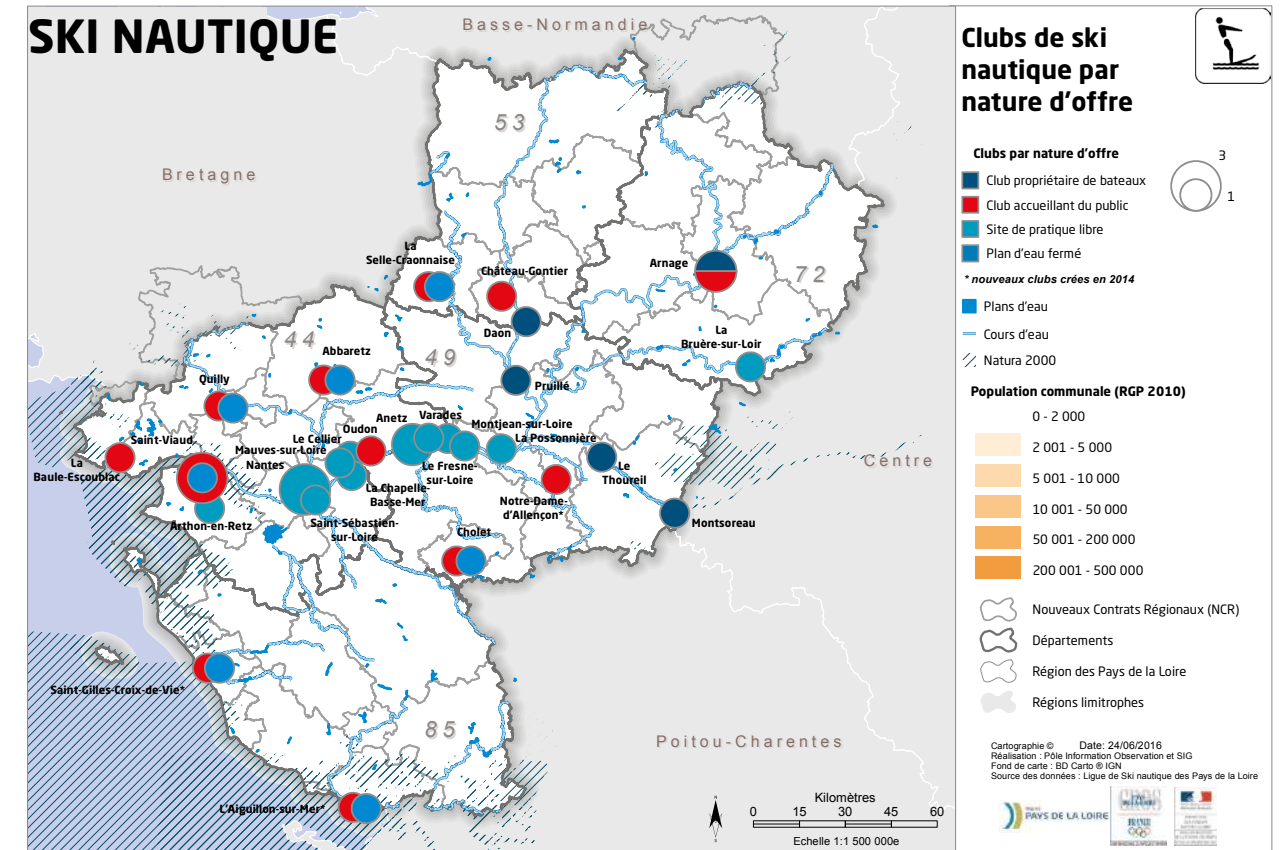 SKI NAUTIQUE
Basse-Normandie
Bretagne
Centre
Poitou-Charentes
53
72
44
49
85
La
Selle-Craonnaise
Château-Gontier
Arnage
Daon
La
Bruère-sur-Loir
Abbaretz
Pruillé
Quilly
Anetz
Varades
Montjean-sur-Loire
Oudon
La Possonnière
Le Cellier
Saint-Viaud
Mauves-sur-Loire
Nantes
La
Baule-Escoublac
Le Fresne-
sur-Loire
Le
Thoureil
La Chapelle-
Basse-Mer
Notre-Dame-
d'Allençon*
Montsoreau
Arthon-en-Retz
Saint-Sébastien-
sur-Loire
Cholet
Saint-Gilles-Croix-de-Vie*
L'Aiguillon-sur-Mer*
N
S
Kilomètres
0 15 30 45 60
Echelle 1:1 500 000e
Clubs de ski
nautique par
nature d'offre
Clubs par nature d'offre
3
1
Club propriétaire de bateaux
Club accueillant du public
Site de pratique libre
Plan d'eau fermé
* nouveaux clubs crées en 2014
Plans d'eau
Cours d'eau
Natura 2000
Population communale (RGP 2010)
0 - 2 000
2 001 - 5 000
5 001 - 10 000
10 001 - 50 000
50 001 - 200 000
200 001 - 500 000
Nouveaux Contrats Régionaux (NCR)
Départements
Région des Pays de la Loire
Régions limitrophes
Cartographie © Date: 24/06/2016
Réalisation : Pôle Information Observation et SIG
Fond de carte : BD Carto ® IGN
Source des données : Ligue de Ski nautique des Pays de la Loire
PAYS DE LA LOIRE
CROS
FRANCE